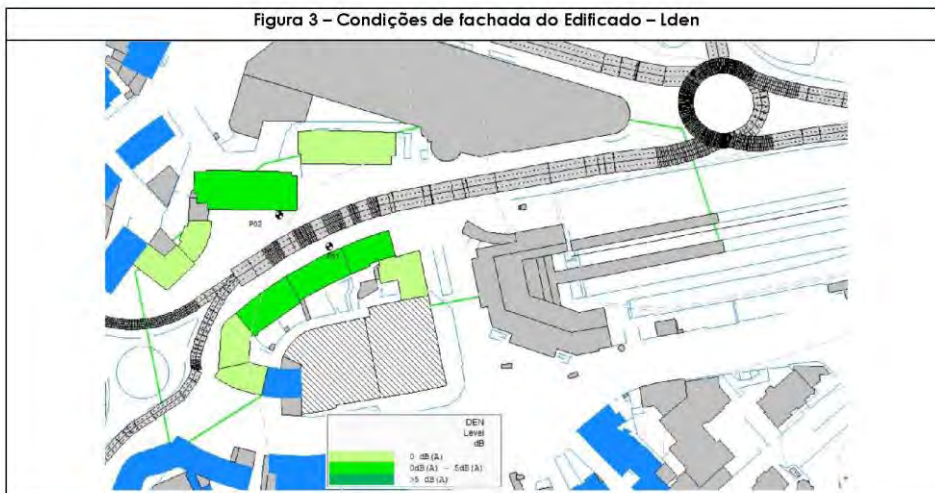 Figura 3 – Condições de fachada do Edificado – Lden
P02
P01
DEN
Level
dB
0 dB(A)
0dB(A) - 5dB(A)
>5 dB(A)